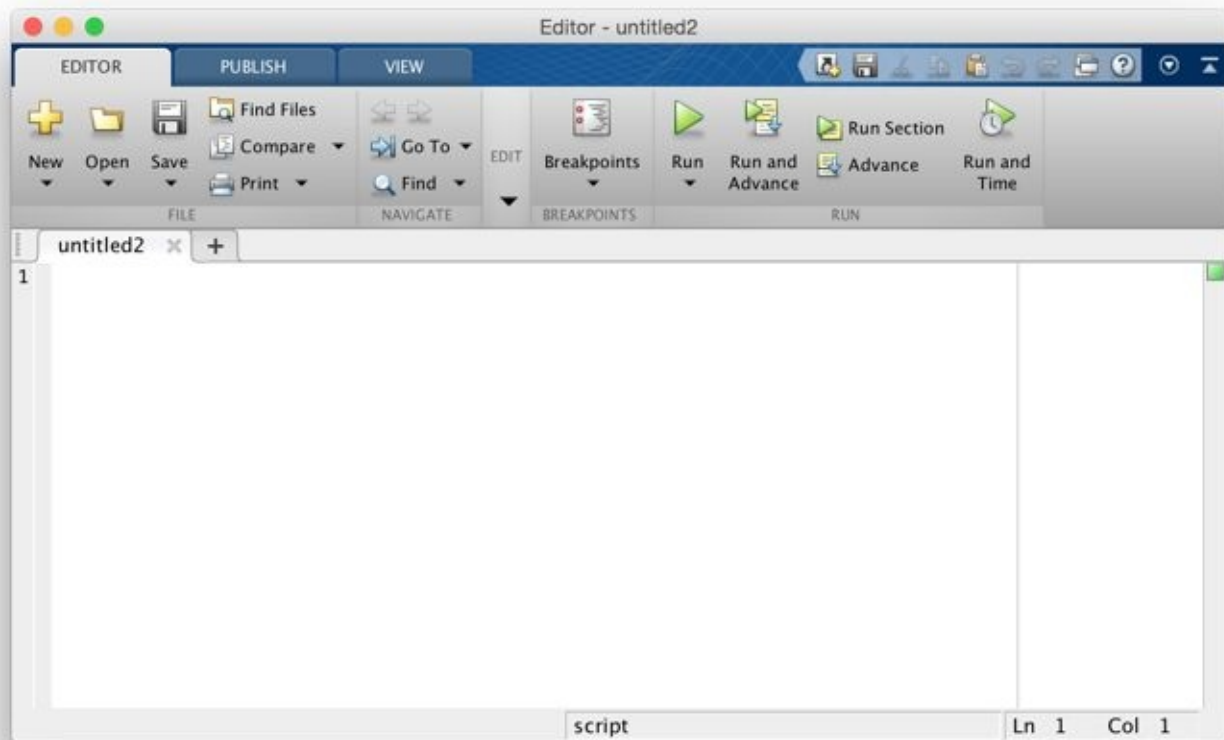 Editor - untitled2
EDITOR PUBLISH VIEW
New Open Save Find Files Compare Print
FILE
Go To Find
NAVIGATE
EDIT
Breakpoints
BREAKPOINTS
Run Run and Advance Run Section Advance Run and Time
RUN
untitled2
1
script Ln 1 Col 1